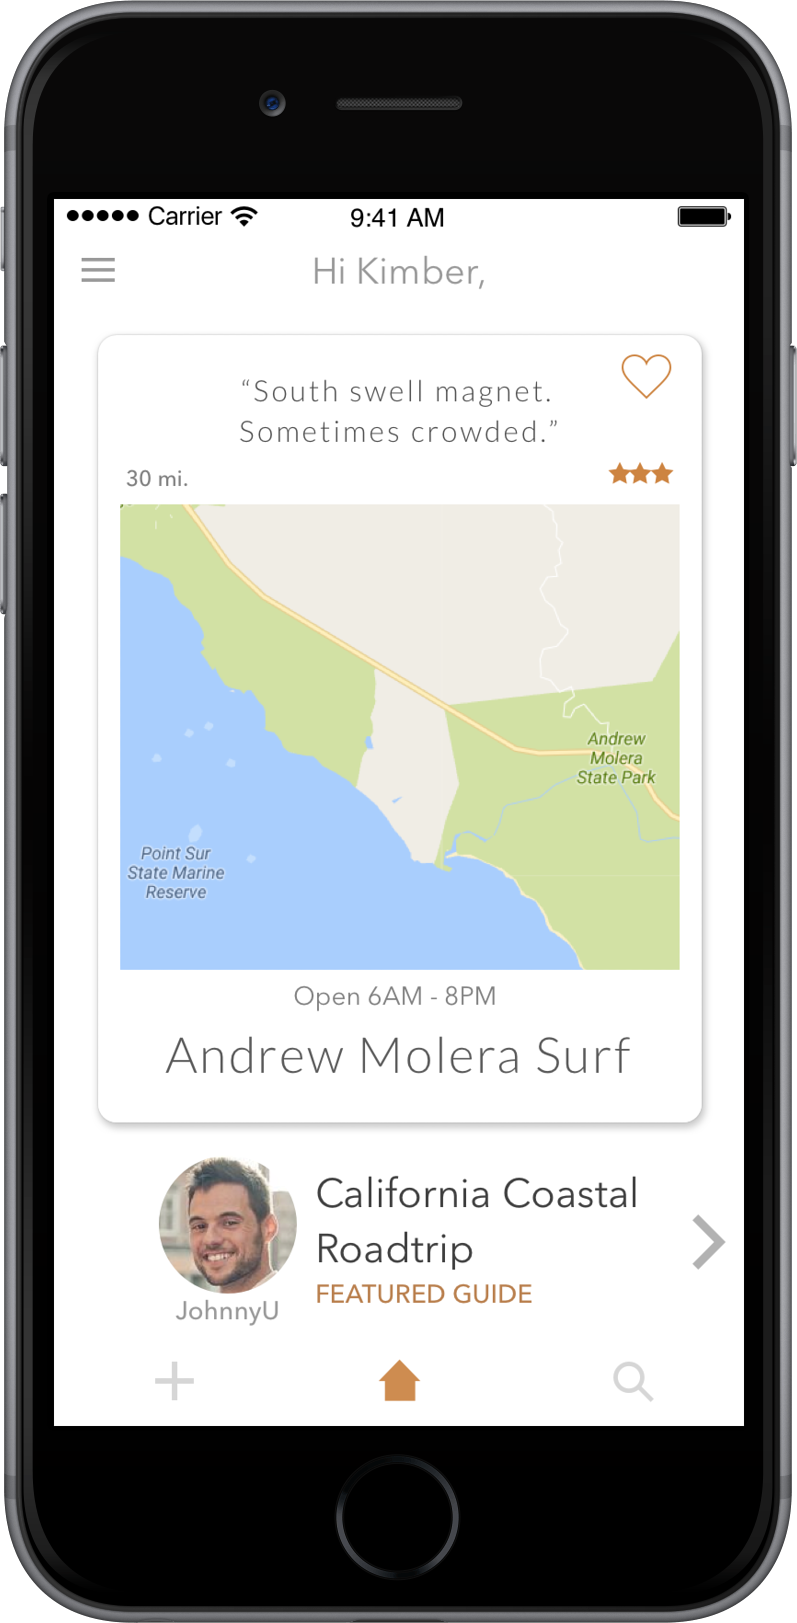 Carrier 9:41 AM
Hi Kimber,
“South swell magnet.
Sometimes crowded.”
30 mi.
Andrew
Molera
State Park
Point Sur
State Marine
Reserve
Open 6AM - 8PM
Andrew Molera Surf
California Coastal
Roadtrip
FEATURED GUIDE
JohnnyU